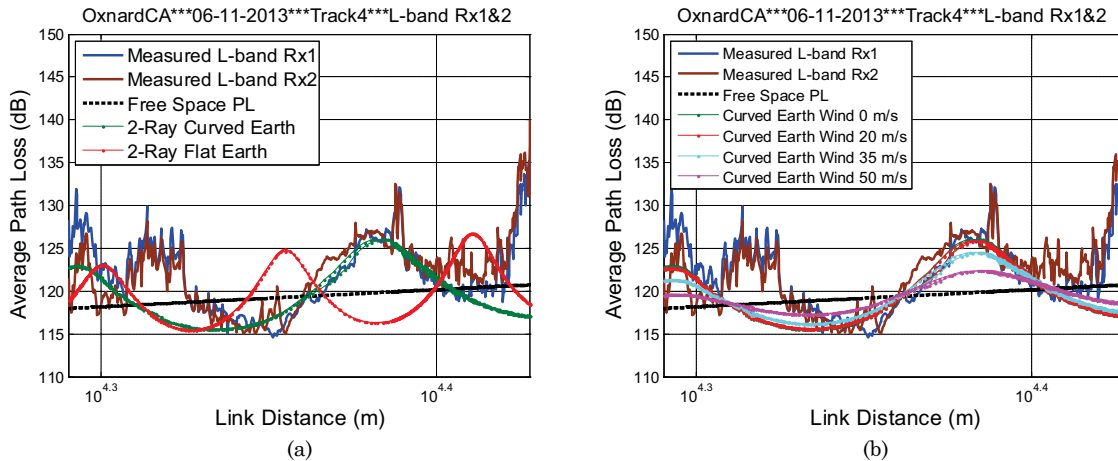 OxnardCA***06-11-2013***Track4***L-band Rx1&2
150
145
140
135
130
125
120
115
110
Average Path Loss (dB)
Measured L-band Rx1
Measured L-band Rx2
Free Space PL
2-Ray Curved Earth
2-Ray Flat Earth
10^4.3
10^4.4
Link Distance (m)
(a)
OxnardCA***06-11-2013***Track4***L-band Rx1&2
150
145
140
135
130
125
120
115
110
Average Path Loss (dB)
Measured L-band Rx1
Measured L-band Rx2
Free Space PL
Curved Earth Wind 0 m/s
Curved Earth Wind 20 m/s
Curved Earth Wind 35 m/s
Curved Earth Wind 50 m/s
10^4.3
10^4.4
Link Distance (m)
(b)